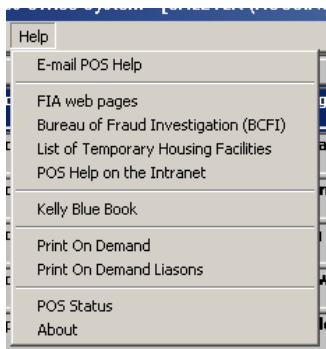 Help
E-mail POS Help
FIA web pages
Bureau of Fraud Investigation (BCFI)
List of Temporary Housing Facilities
POS Help on the Intranet
Kelly Blue Book
Print On Demand
Print On Demand Liasons
POS Status
About